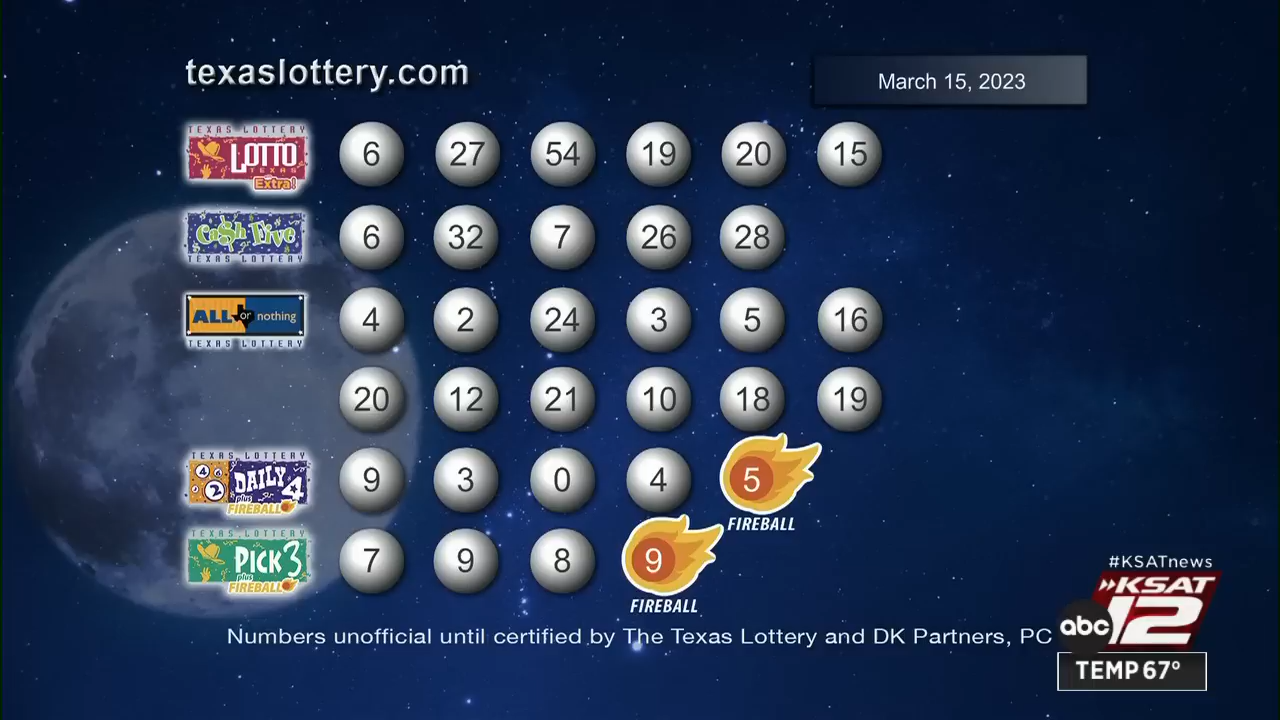 texaslottery.com
March 15, 2023
TEXAS LOTTERY
LOTTO
TEXAS
Extra!
6 27 54 19 20 15
Cash Five
TEXAS LOTTERY
6 32 7 26 28
ALL or nothing
TEXAS LOTTERY
4 2 24 3 5 16
20 12 21 10 18 19
TEXAS LOTTERY
4 6 2
DAILY 4
plus
FIREBALL
9 3 0 4 5
FIREBALL
TEXAS LOTTERY
PICK 3
plus
FIREBALL
7 9 8 9
FIREBALL
Numbers unofficial until certified by The Texas Lottery and DK Partners, PC
#KSATnews
KSAT
abc 12
TEMP 67°